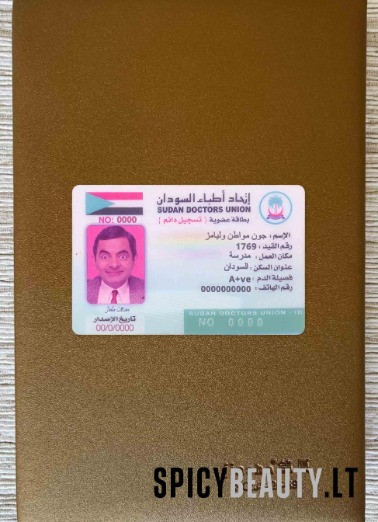 إتحاد أطباء السودان
SUDAN DOCTORS UNION
بطاقة عضوية ( تسجيل دائم )
NO: 0000
الإسم : جون مواطن وليامز
رقم القيد : 1769
مكان العمل : مدرسة
عنوان السكن : السودان
فصيلة الدم : A+ve
رقم الهاتف : 0000000000
تاريخ الإصدار
00/0/0000
SUDAN DOCTORS UNION
NO 0000
SPICYBEAUTY.LT